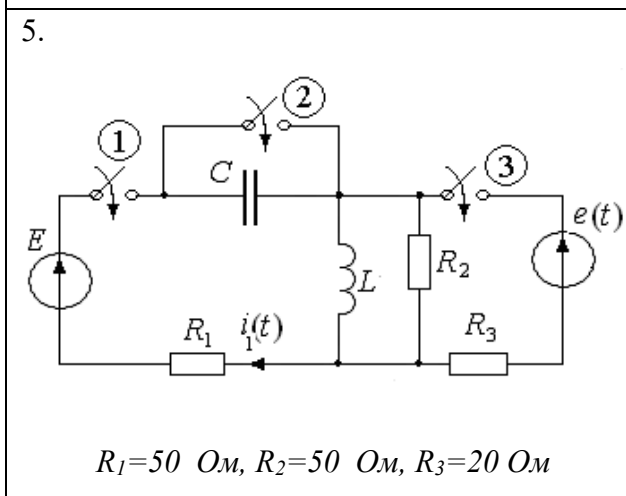 5.
2
1
3
C
e(t)
E
R2
L
R1
i1(t)
R3
R1=50 Ом, R2=50 Ом, R3=20 Ом